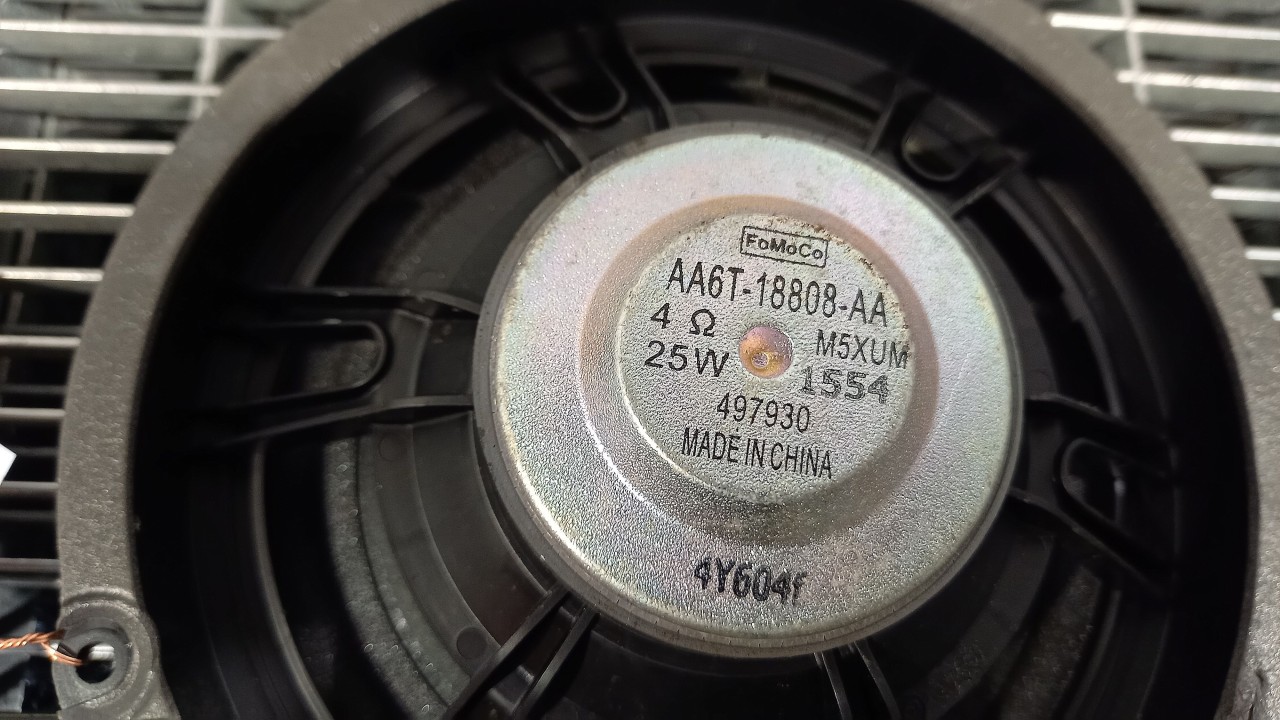 FoMoCo
AA6T-18808-AA
4 Ω M5XUM
25W 1554
497930
MADE IN CHINA
4Y604f